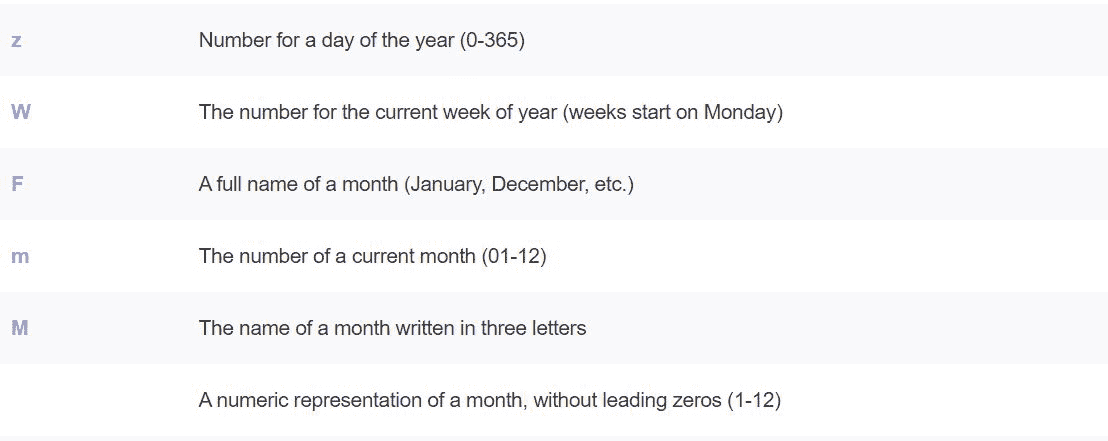 z Number for a day of the year (0-365)
W The number for the current week of year (weeks start on Monday)
F A full name of a month (January, December, etc.)
m The number of a current month (01-12)
M The name of a month written in three letters
A numeric representation of a month, without leading zeros (1-12)